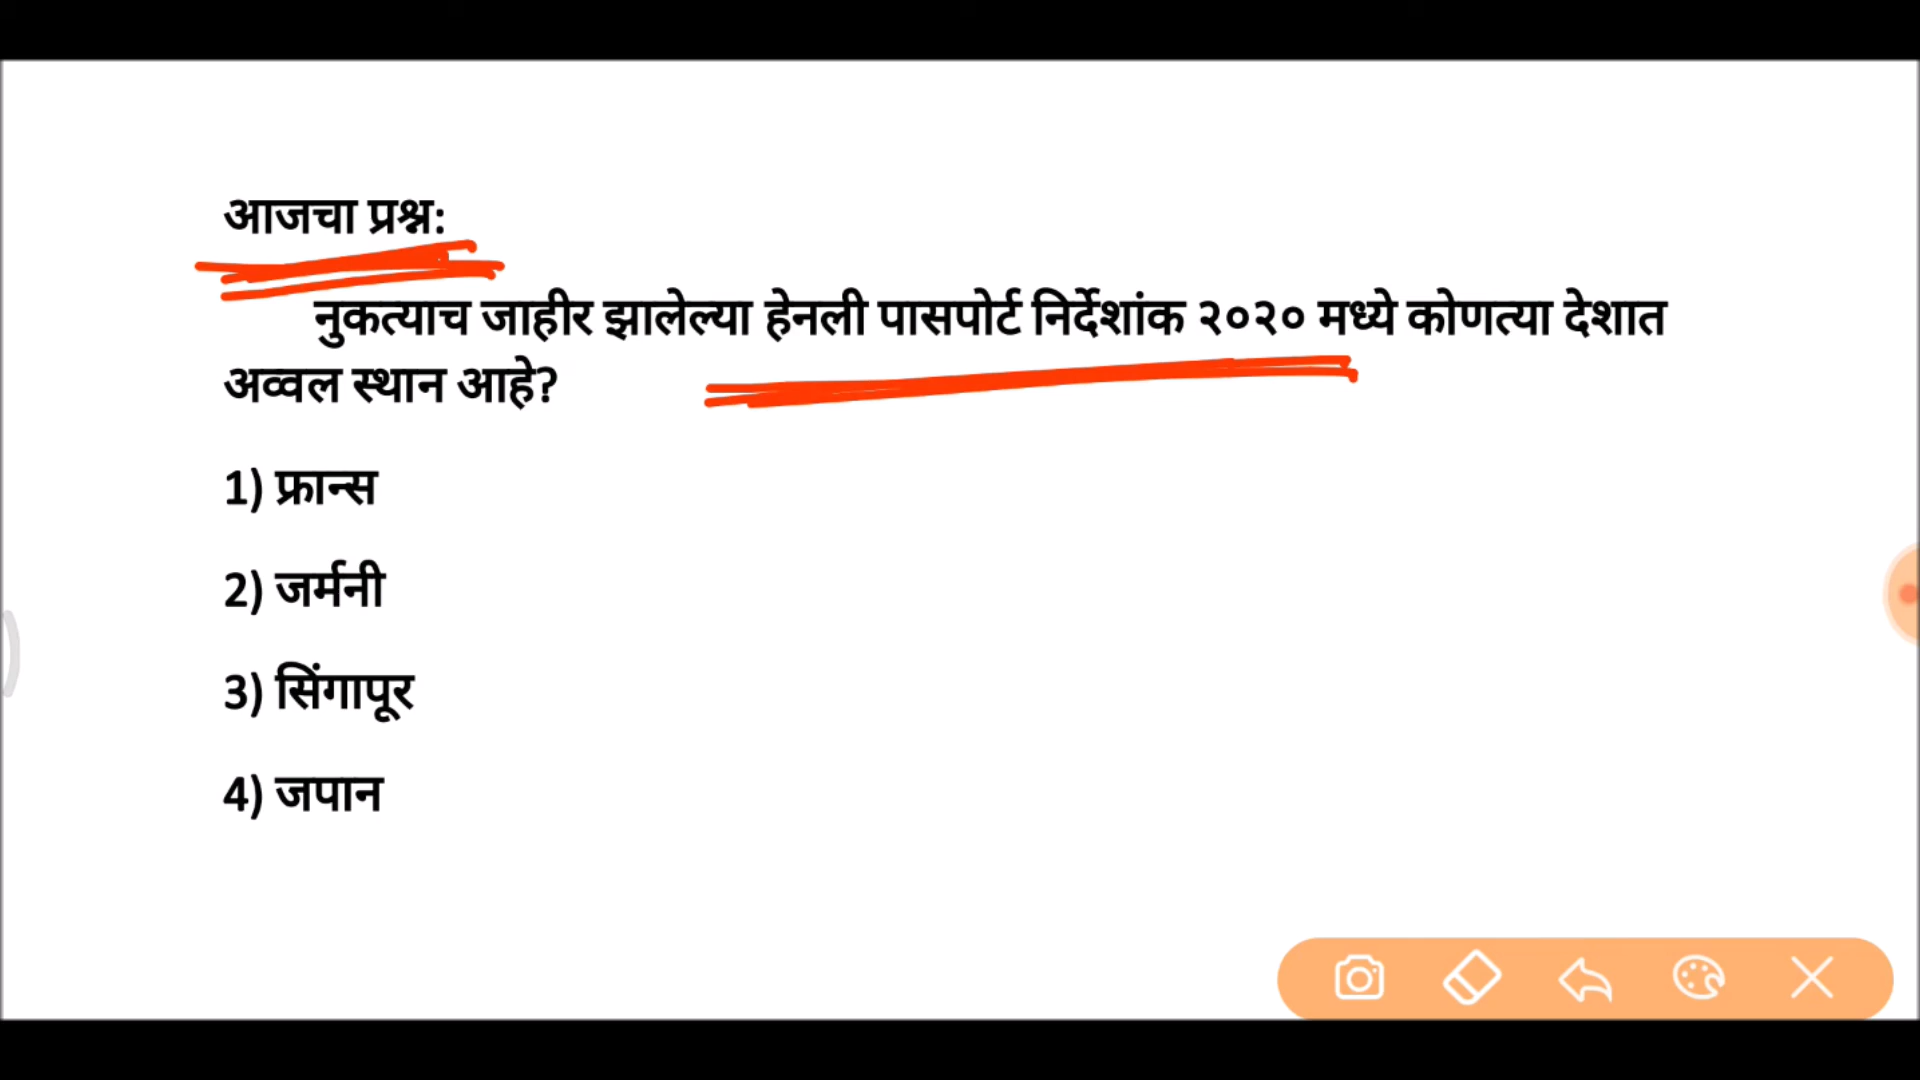 आजचा प्रश्न:
नुकत्याच जाहीर झालेल्या हेनली पासपोर्ट निर्देशांक २०२० मध्ये कोणत्या देशात
अव्वल स्थान आहे?
1) फ्रान्स
2) जर्मनी
3) सिंगापूर
4) जपान